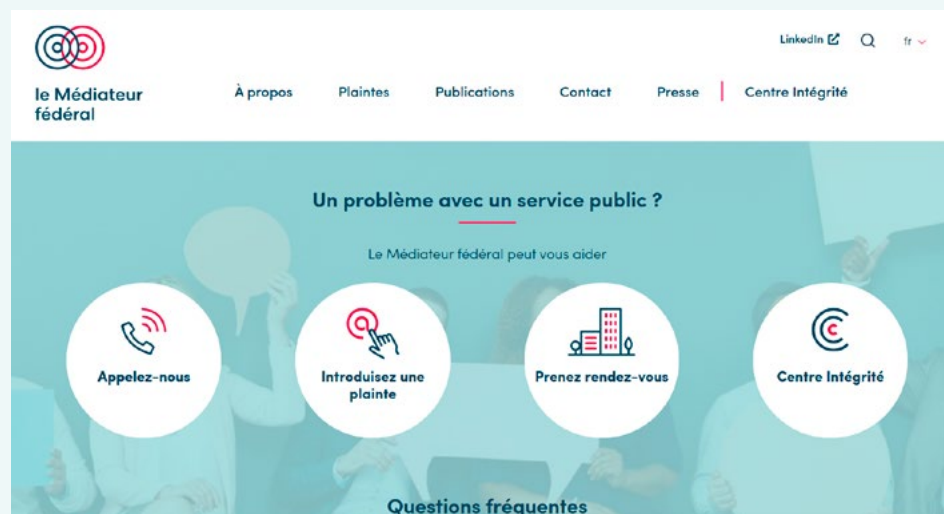 LinkedIn
fr
le Médiateur
fédéral
À propos
Plaintes
Publications
Contact
Presse
Centre Intégrité
Un problème avec un service public ?
Le Médiateur fédéral peut vous aider
Appelez-nous
Introduisez une
plainte
Prenez rendez-vous
Centre Intégrité
Questions fréquentes